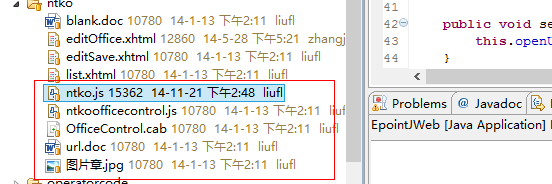 ntko
blank.doc 10780 14-1-13 下午2:11 liufl
editOffice.xhtml 12860 14-5-28 下午5:21 zhangj
editSave.xhtml 10780 14-1-13 下午2:11 liufl
list.xhtml 10780 14-1-13 下午2:11 liufl
ntko.js 15362 14-11-21 下午2:48 liufl
ntkoofficecontrol.js 10780 14-1-13 下午2:11 l
OfficeControl.cab 10780 14-1-13 下午2:11 liu
url.doc 10780 14-1-13 下午2:11 liufl
图片章.jpg 10780 14-1-13 下午2:11 liufl
operatorcode
41
42 public void se
43 this.openU
44 }
Problems @ Javadoc
EpointJWeb [Java Application]